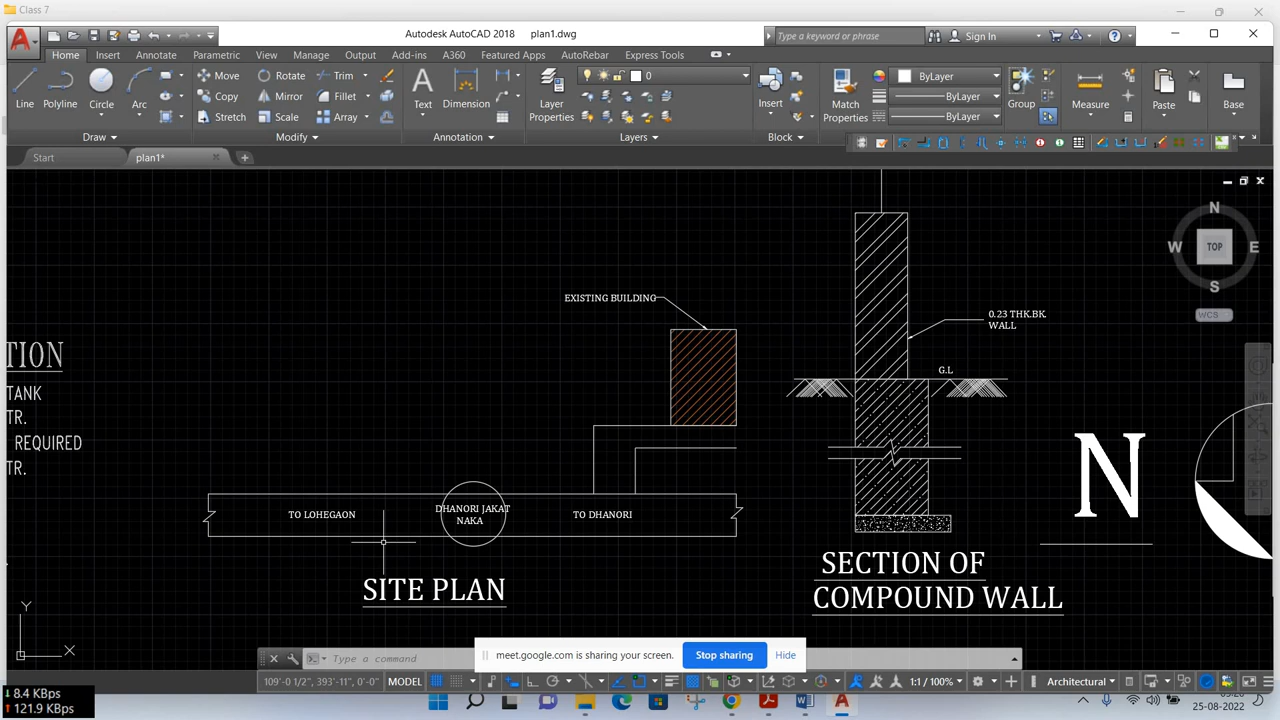 Class 7
Autodesk AutoCAD 2018 plan1.dwg
Type a keyword or phrase
Sign In
Home Insert Annotate Parametric View Manage Output Add-ins A360 Featured Apps AutoRebar Express Tools
Line
Polyline
Circle
Arc
Move
Copy
Stretch
Rotate
Mirror
Scale
Trim
Fillet
Array
Text
Dimension
Layer
Properties
0
Insert
Match
Properties
ByLayer
ByLayer
ByLayer
Group
Measure
Paste
Base
Draw
Modify
Annotation
Layers
Block
Start
plan1*
N
W
TOP
E
S
WCS
EXISTING BUILDING
0.23 THK.BK.
WALL
G.L
TION
TANK
TR.
REQUIRED
TR.
TO LOHEGAON
DHANORI JAKAT
NAKA
TO DHANORI
SITE PLAN
SECTION OF
COMPOUND WALL
N
Y
X
Type a command
meet.google.com is sharing your screen.
Stop sharing
Hide
109'-0 1/2", 393'-11", 0'-0"
MODEL
1:1 / 100%
Architectural
8.4 KBps
121.9 KBps
25-08-2022